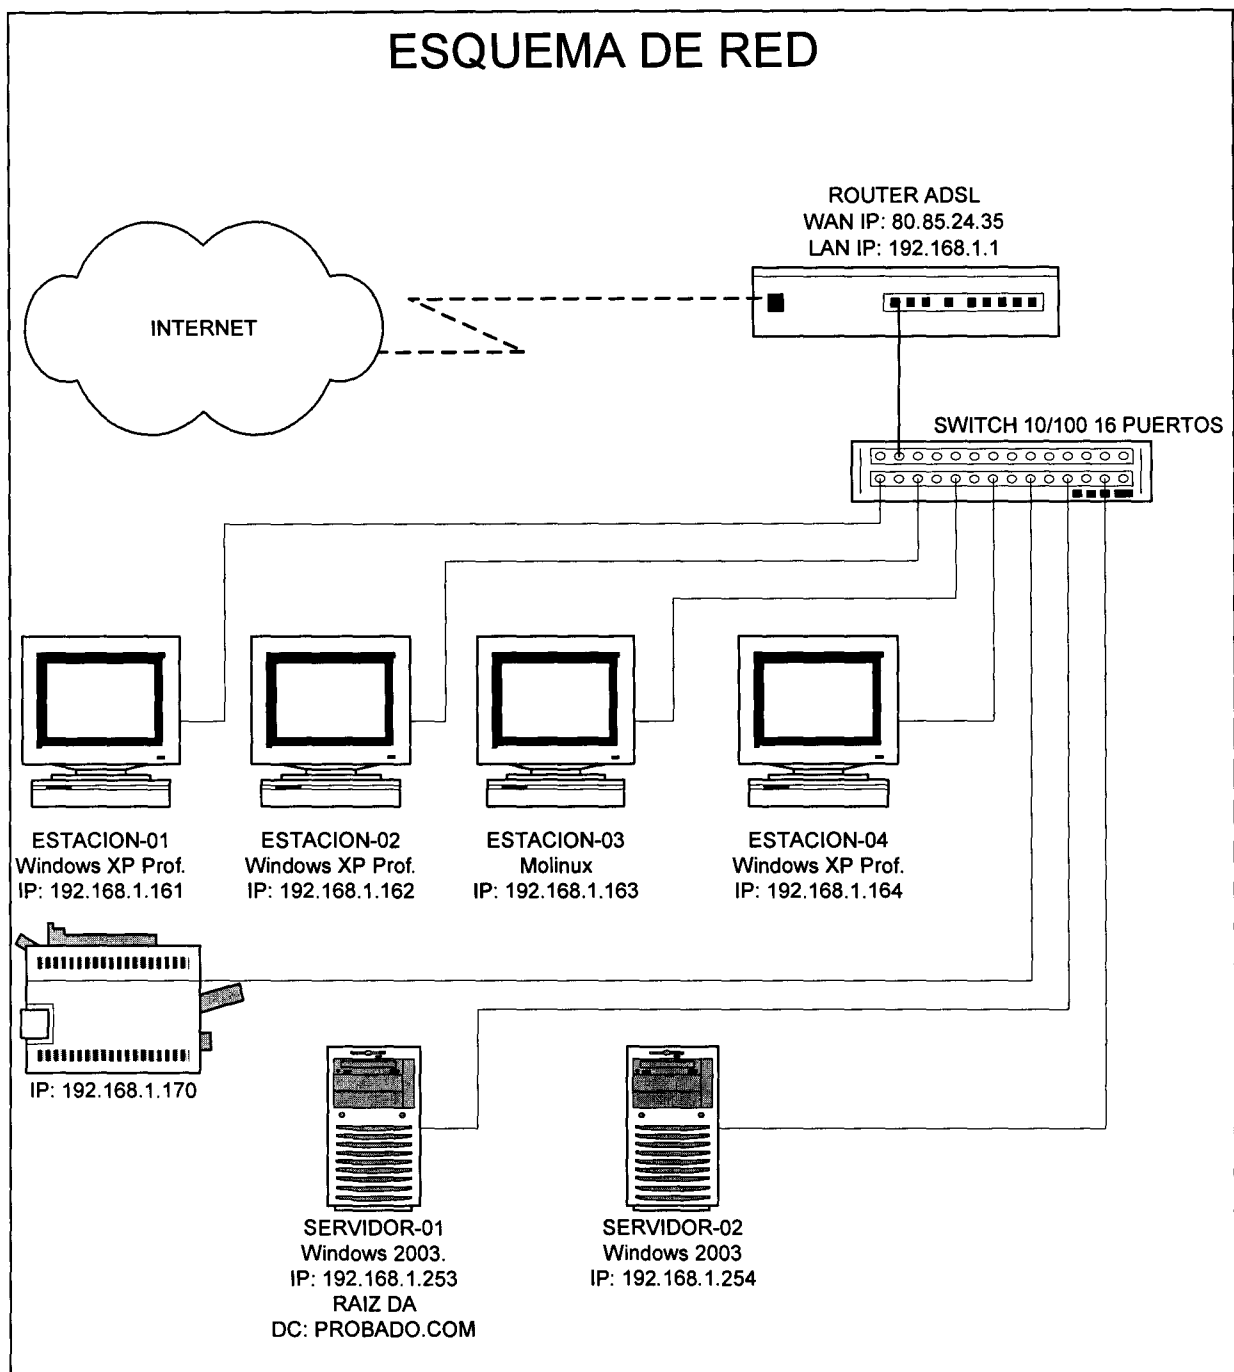 ESQUEMA DE RED
ROUTER ADSL
WAN IP: 80.85.24.35
LAN IP: 192.168.1.1
INTERNET
SWITCH 10/100 16 PUERTOS
ESTACION-01
Windows XP Prof.
IP: 192.168.1.161
ESTACION-02
Windows XP Prof.
IP: 192.168.1.162
ESTACION-03
Molinux
IP: 192.168.1.163
ESTACION-04
Windows XP Prof.
IP: 192.168.1.164
IP: 192.168.1.170
SERVIDOR-01
Windows 2003.
IP: 192.168.1.253
RAIZ DA
DC: PROBADO.COM
SERVIDOR-02
Windows 2003
IP: 192.168.1.254